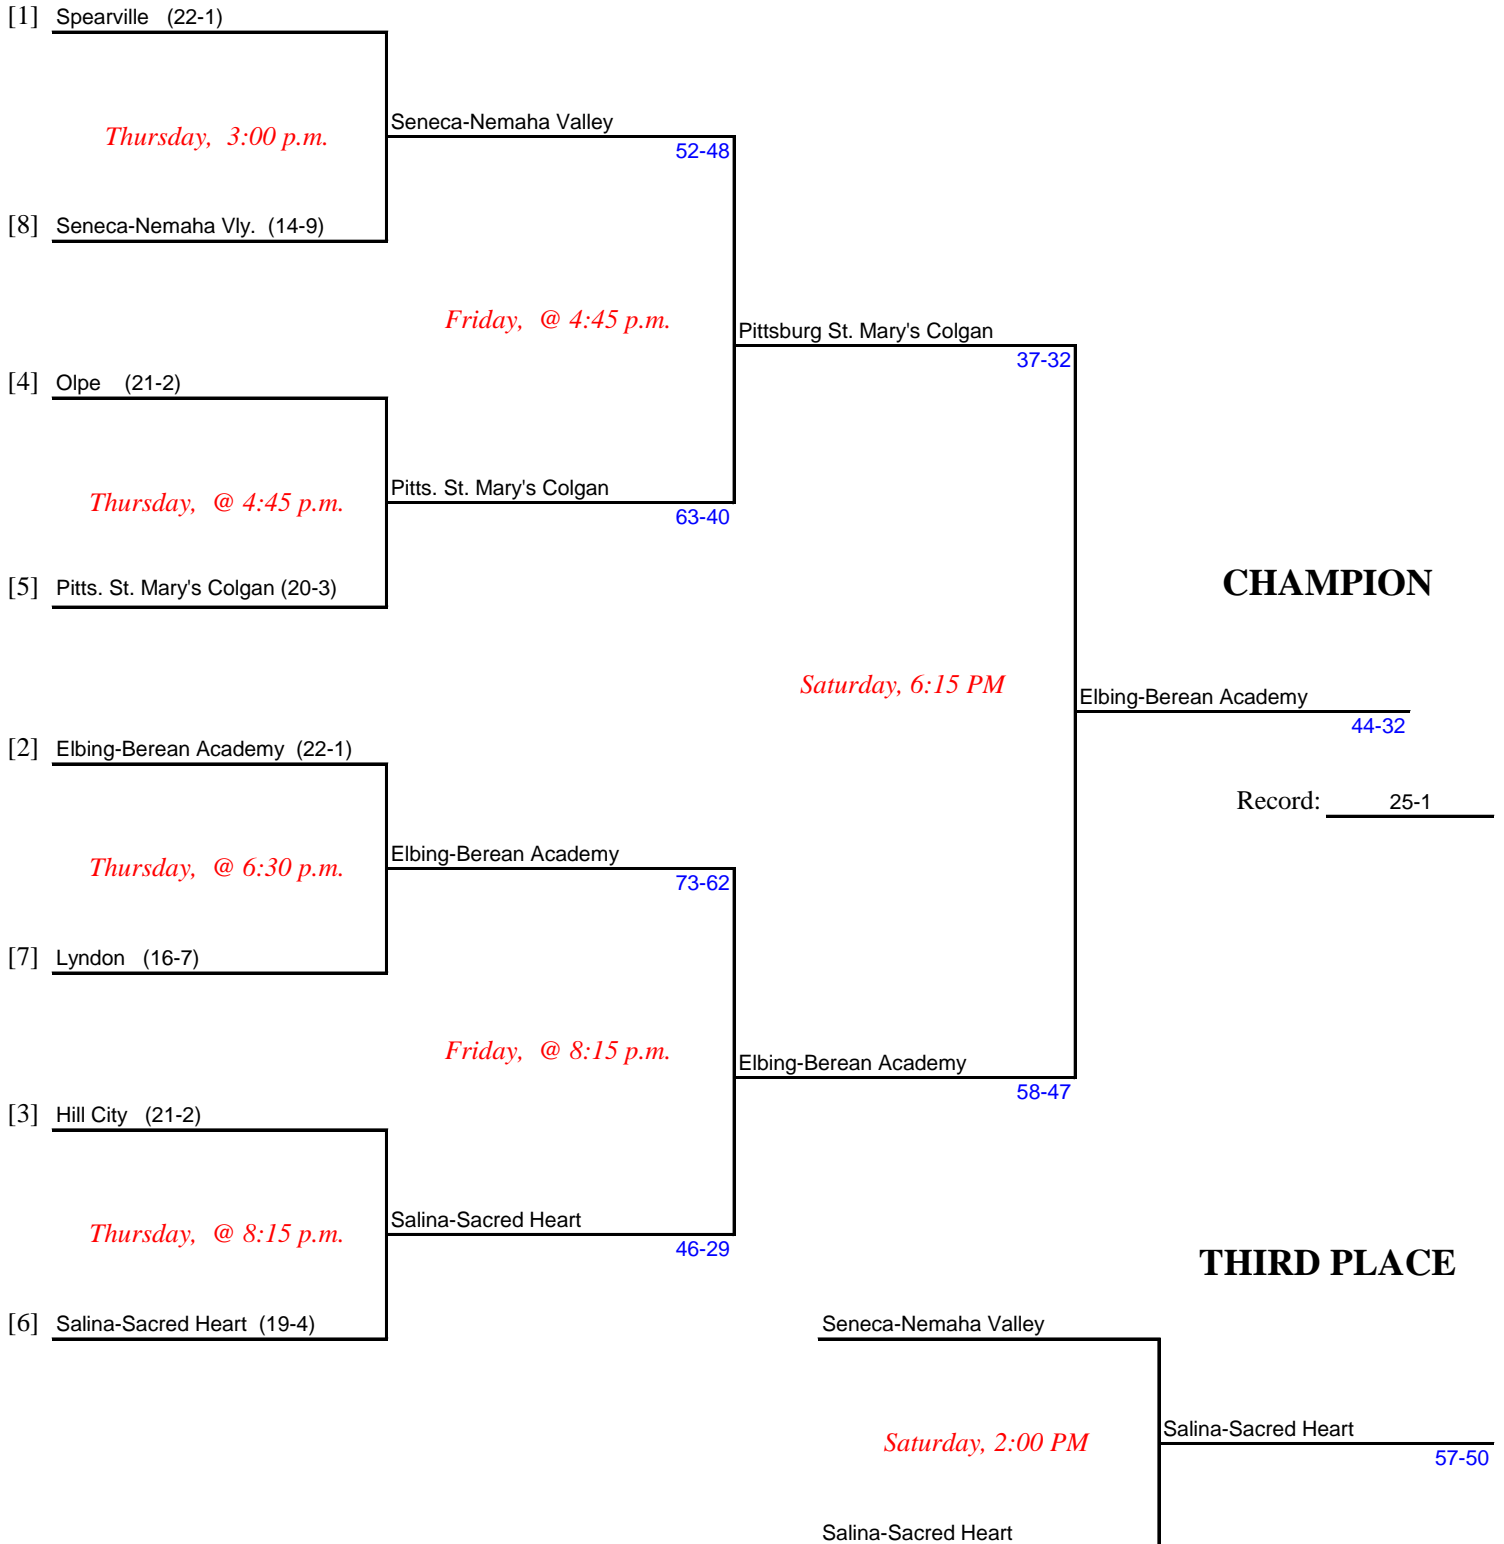 [1] Spearville (22-1)
Seneca-Nemaha Valley
Thursday, 3:00 p.m.
52-48
[8] Seneca-Nemaha Vly. (14-9)
Friday, @ 4:45 p.m.
Pittsburg St. Mary's Colgan
37-32
[4] Olpe (21-2)
Pitts. St. Mary's Colgan
Thursday, @ 4:45 p.m.
63-40
[5] Pitts. St. Mary's Colgan (20-3)
CHAMPION
Saturday, 6:15 PM
Elbing-Berean Academy
44-32
[2] Elbing-Berean Academy (22-1)
Record: 25-1
Elbing-Berean Academy
Thursday, @ 6:30 p.m.
73-62
[7] Lyndon (16-7)
Friday, @ 8:15 p.m.
Elbing-Berean Academy
58-47
[3] Hill City (21-2)
Salina-Sacred Heart
Thursday, @ 8:15 p.m.
46-29
THIRD PLACE
[6] Salina-Sacred Heart (19-4)
Seneca-Nemaha Valley
Salina-Sacred Heart
Saturday, 2:00 PM
57-50
Salina-Sacred Heart